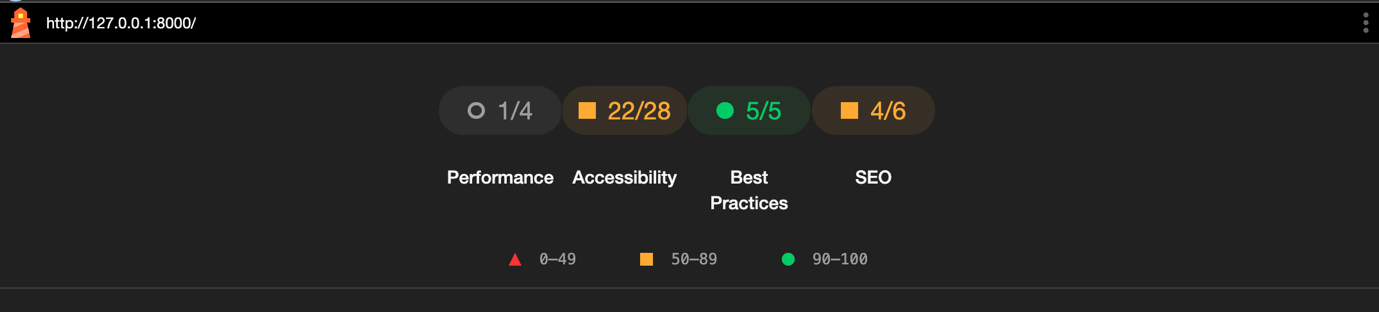 http://127.0.0.1:8000/
1/4 22/28 5/5 4/6
Performance Accessibility Best Practices SEO
0–49 50–89 90–100